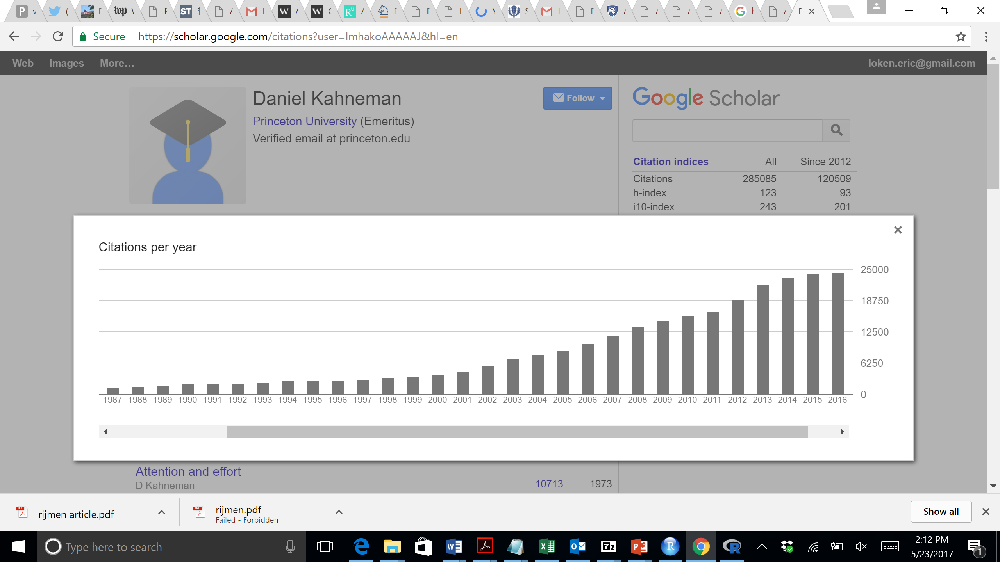 Secure https://scholar.google.com/citations?user=ImhakoAAAAAJ&hl=en
Web Images More… loken.eric@gmail.com
Daniel Kahneman
Princeton University (Emeritus)
Verified email at princeton.edu
Follow
Google Scholar
Citation indices All Since 2012
Citations 285085 120509
h-index 123 93
i10-index 243 201
Citations per year
25000
18750
12500
6250
0
1987 1988 1989 1990 1991 1992 1993 1994 1995 1996 1997 1998 1999 2000 2001 2002 2003 2004 2005 2006 2007 2008 2009 2010 2011 2012 2013 2014 2015 2016
Attention and effort
D Kahneman
10713 1973
rijmen article.pdf
rijmen.pdf
Failed - Forbidden
Show all
Type here to search
2:12 PM
5/23/2017
1